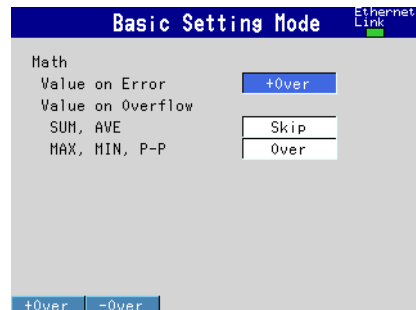 Basic Setting Mode
Ethernet
Link
Math
Value on Error +Over
Value on Overflow
SUM, AVE Skip
MAX, MIN, P-P Over
+Over -Over